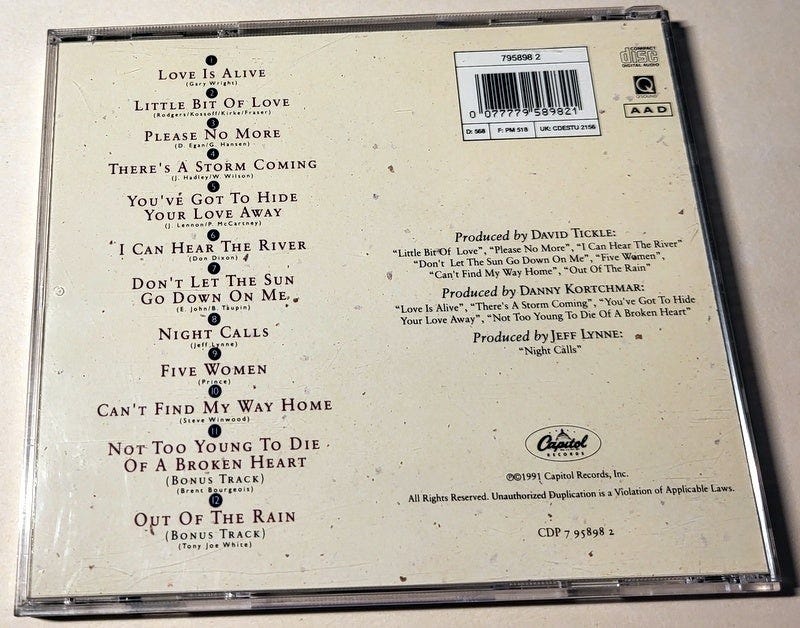 1
LOVE IS ALIVE
(Gary Wright)
2
LITTLE BIT OF LOVE
(Rodgers/Kossoff/Kirke/Fraser)
3
PLEASE NO MORE
(D. Egan/G. Hansen)
4
THERE'S A STORM COMING
(J. Hadley/W. Wilson)
5
YOU'VE GOT TO HIDE
YOUR LOVE AWAY
(J. Lennon/P. McCartney)
6
I CAN HEAR THE RIVER
(Don Dixon)
7
DON'T LET THE SUN
GO DOWN ON ME
(E. John/B. Taupin)
8
NIGHT CALLS
(Jeff Lynne)
9
FIVE WOMEN
(Prince)
10
CAN'T FIND MY WAY HOME
(Steve Winwood)
11
NOT TOO YOUNG TO DIE
OF A BROKEN HEART
(BONUS TRACK)
(Brent Bourgeois)
12
OUT OF THE RAIN
(BONUS TRACK)
(Tony Joe White)
795898 2
0 077779 589821
D: 568 F: PM 518 UK: CDESTU 2156
COMPACT
disc
DIGITAL AUDIO
Q
QSOUND
AAD
Produced by DAVID TICKLE:
"Little Bit Of Love", "Please No More", "I Can Hear The River"
"Don't Let The Sun Go Down On Me", "Five Women",
"Can't Find My Way Home", "Out Of The Rain"
Produced by DANNY KORTCHMAR:
"Love Is Alive", "There's A Storm Coming", "You've Got To Hide
Your Love Away", "Not Too Young To Die Of A Broken Heart"
Produced by JEFF LYNNE:
"Night Calls"
Capitol
RECORDS
℗©1991 Capitol Records, Inc.
All Rights Reserved. Unauthorized Duplication is a Violation of Applicable Laws.
CDP 7 95898 2